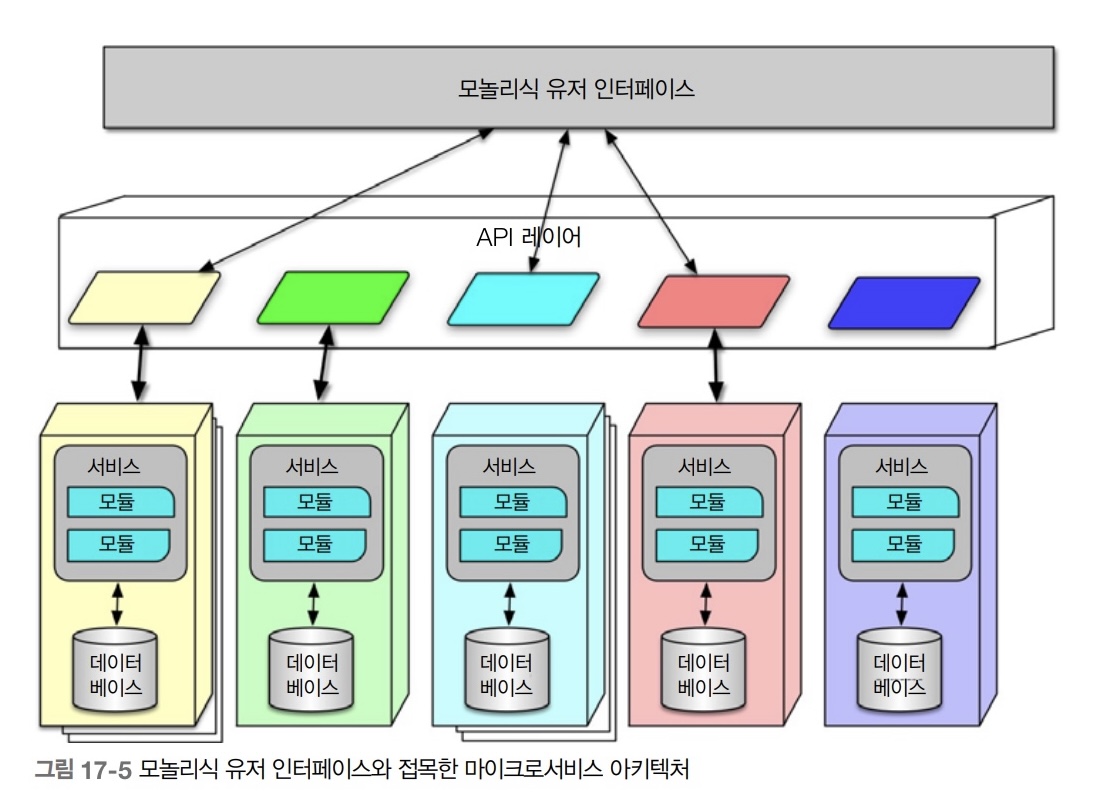 모놀리식 유저 인터페이스
API 레이어
서비스
모듈
모듈
데이터
베이스
서비스
모듈
모듈
데이터
베이스
서비스
모듈
모듈
데이터
베이스
서비스
모듈
모듈
데이터
베이스
서비스
모듈
모듈
데이터
베이스
그림 17-5 모놀리식 유저 인터페이스와 접목한 마이크로서비스 아키텍처